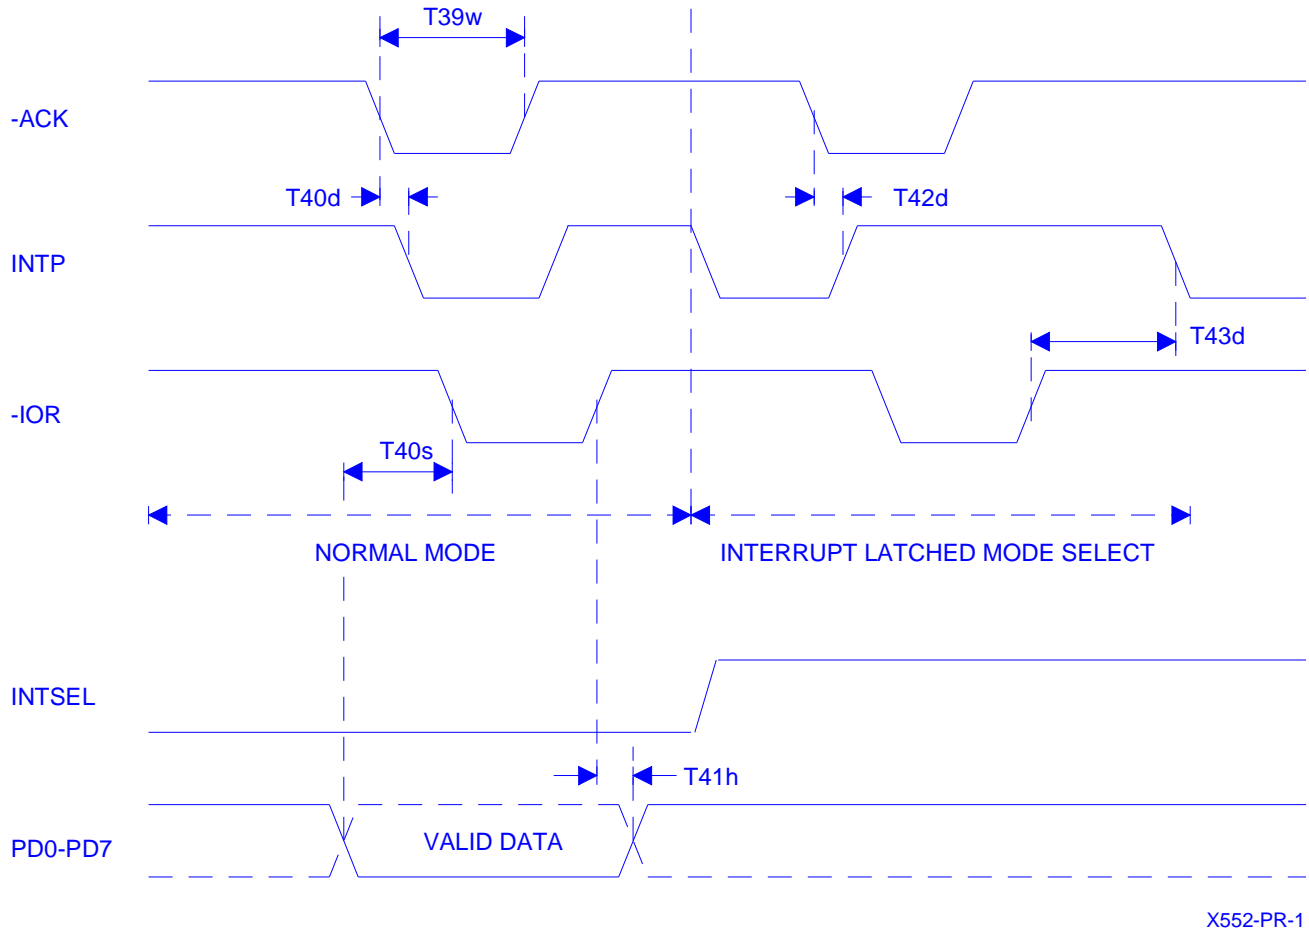 T39w
-ACK
T40d
T42d
INTP
T43d
-IOR
T40s
NORMAL MODE
INTERRUPT LATCHED MODE SELECT
INTSEL
T41h
PD0-PD7
VALID DATA
X552-PR-1